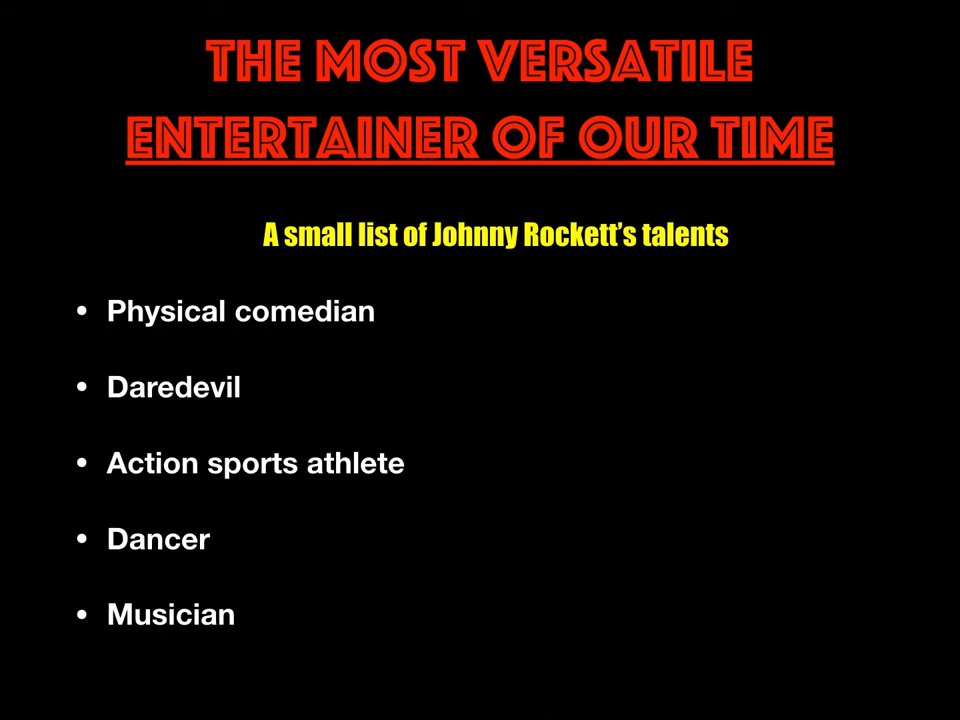 THE MOST VERSATILE
ENTERTAINER OF OUR TIME
A small list of Johnny Rockett’s talents
• Physical comedian
• Daredevil
• Action sports athlete
• Dancer
• Musician